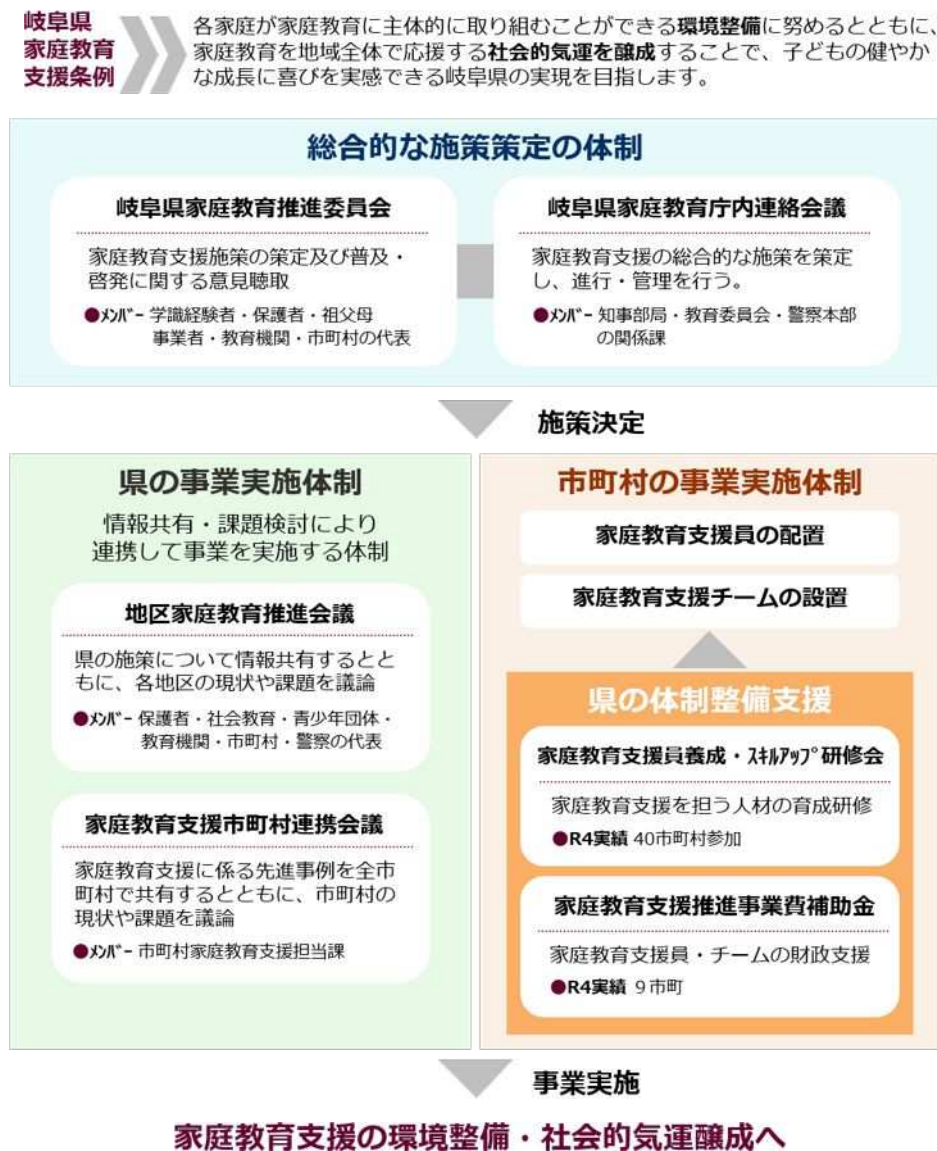 岐阜県
家庭教育
支援条例
各家庭が家庭教育に主体的に取り組むことができる環境整備に努めるとともに、
家庭教育を地域全体で応援する社会的気運を醸成することで、子どもの健やか
な成長に喜びを実感できる岐阜県の実現を目指します。
総合的な施策策定の体制
岐阜県家庭教育推進委員会
家庭教育支援施策の策定及び普及・
啓発に関する意見聴取
●ﾒﾝﾊﾞｰ 学識経験者・保護者・祖父母
事業者・教育機関・市町村の代表
岐阜県家庭教育庁内連絡会議
家庭教育支援の総合的な施策を策定
し、進行・管理を行う。
●ﾒﾝﾊﾞｰ 知事部局・教育委員会・警察本部
の関係課
施策決定
県の事業実施体制
情報共有・課題検討により
連携して事業を実施する体制
地区家庭教育推進会議
県の施策について情報共有するとと
もに、各地区の現状や課題を議論
●ﾒﾝﾊﾞｰ 保護者・社会教育・青少年団体・
教育機関・市町村・警察の代表
家庭教育支援市町村連携会議
家庭教育支援に係る先進事例を全市
町村で共有するとともに、市町村の
現状や課題を議論
●ﾒﾝﾊﾞｰ 市町村家庭教育支援担当課
市町村の事業実施体制
家庭教育支援員の配置
家庭教育支援チームの設置
県の体制整備支援
家庭教育支援員養成・ｽｷﾙｱｯﾌﾟ研修会
家庭教育支援を担う人材の育成研修
●R4実績 40市町村参加
家庭教育支援推進事業費補助金
家庭教育支援員・チームの財政支援
●R4実績 ９市町
事業実施
家庭教育支援の環境整備・社会的気運醸成へ